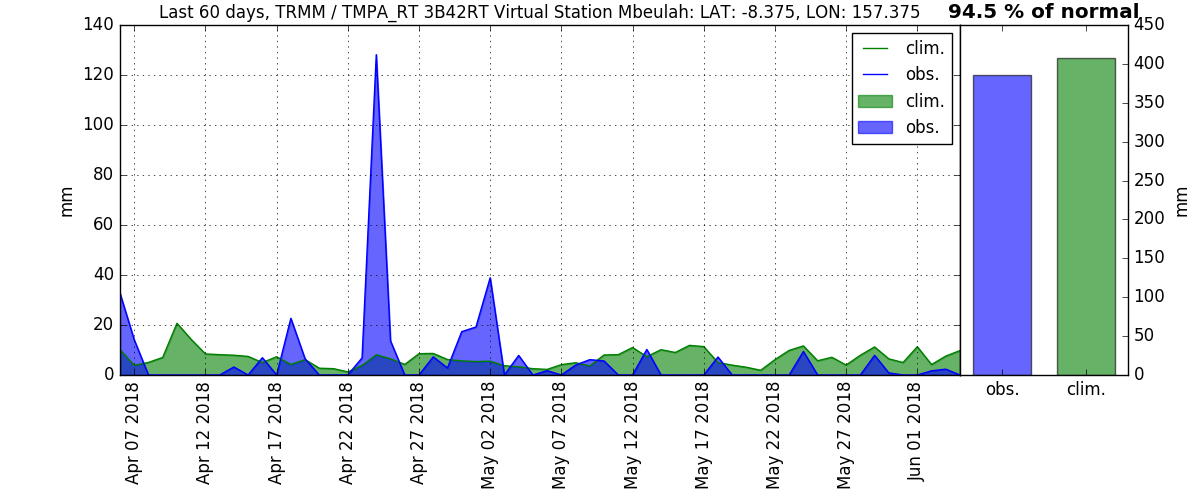 Last 60 days, TRMM / TMPA_RT 3B42RT Virtual Station Mbeulah: LAT: -8.375, LON: 157.375
94.5 % of normal
140
120
100
80
60
40
20
0
mm
clim.
obs.
clim.
obs.
450
400
350
300
250
200
150
100
50
0
mm
Apr 07 2018
Apr 12 2018
Apr 17 2018
Apr 22 2018
Apr 27 2018
May 02 2018
May 07 2018
May 12 2018
May 17 2018
May 22 2018
May 27 2018
Jun 01 2018
obs.
clim.